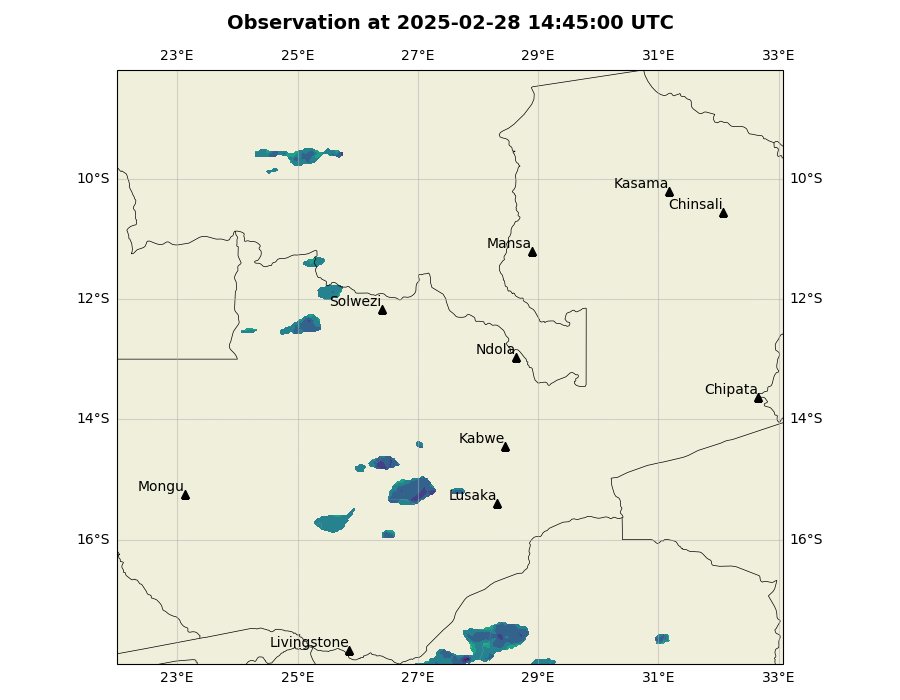 Observation at 2025-02-28 14:45:00 UTC
23°E 25°E 27°E 29°E 31°E 33°E
10°S 10°S
Kasama
Chinsali
Mansa
12°S 12°S
Solwezi
Ndola
Chipata
14°S 14°S
Kabwe
Mongu
Lusaka
16°S 16°S
Livingstone
23°E 25°E 27°E 29°E 31°E 33°E